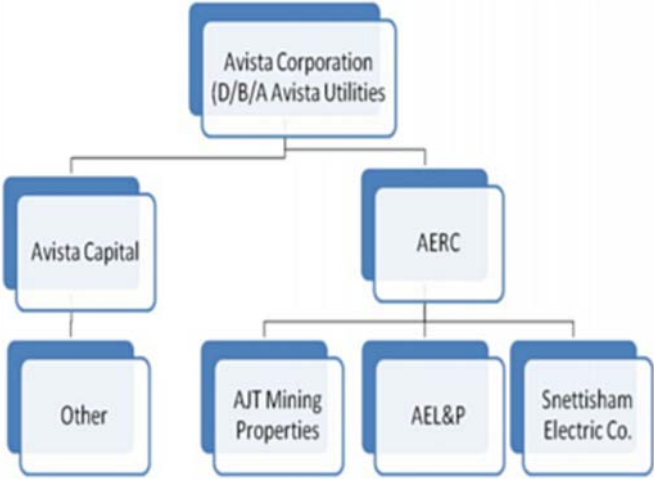 Avista Corporation
(D/B/A Avista Utilities
Avista Capital
AERC
Other
AJT Mining
Properties
AEL&P
Snettisham
Electric Co.